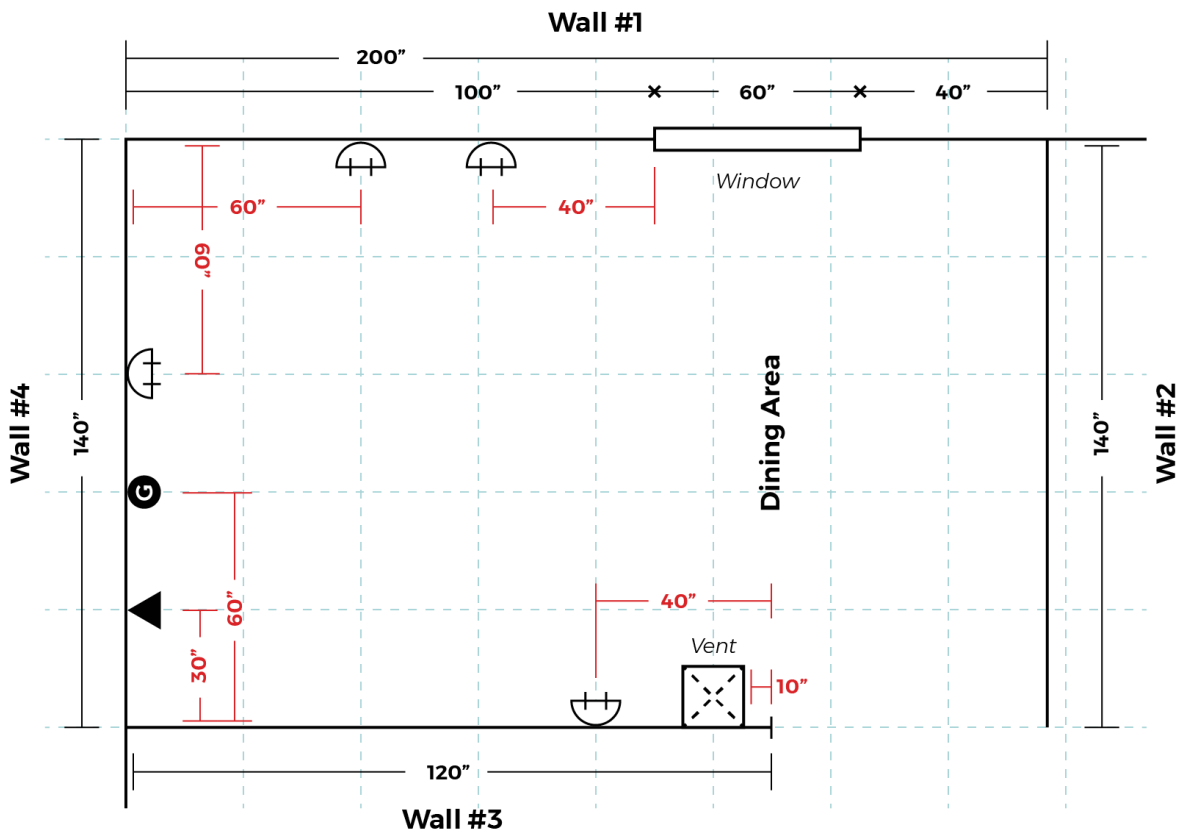 Wall #1
200”
100”
60”
40”
Window
60”
40”
60”
Wall #4
140”
G
Dining Area
140”
Wall #2
40”
60”
30”
Vent
10”
120”
Wall #3